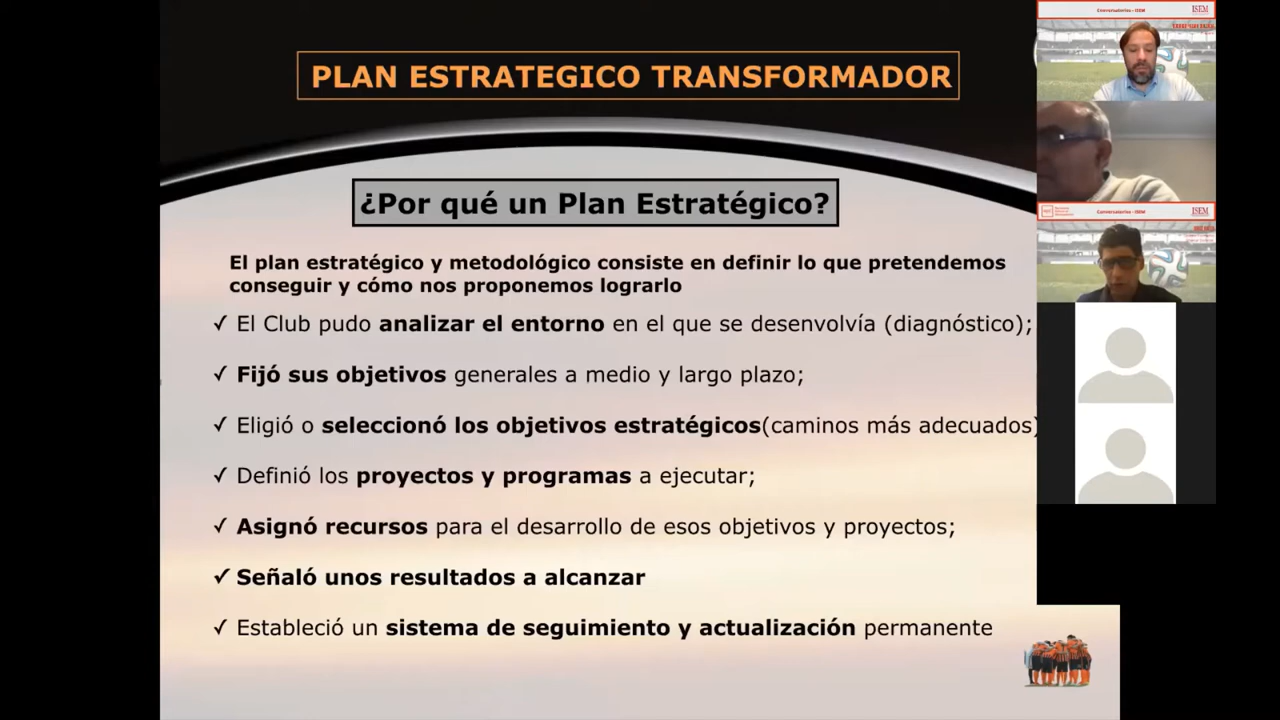 PLAN ESTRATEGICO TRANSFORMADOR
¿Por qué un Plan Estratégico?
El plan estratégico y metodológico consiste en definir lo que pretendemos
conseguir y cómo nos proponemos lograrlo
✓ El Club pudo analizar el entorno en el que se desenvolvía (diagnóstico);
✓ Fijó sus objetivos generales a medio y largo plazo;
✓ Eligió o seleccionó los objetivos estratégicos(caminos más adecuados)
✓ Definió los proyectos y programas a ejecutar;
✓ Asignó recursos para el desarrollo de esos objetivos y proyectos;
✓ Señaló unos resultados a alcanzar
✓ Estableció un sistema de seguimiento y actualización permanente
Conversatorios - ISEM
ISEM
Conversatorios - ISEM
ISEM